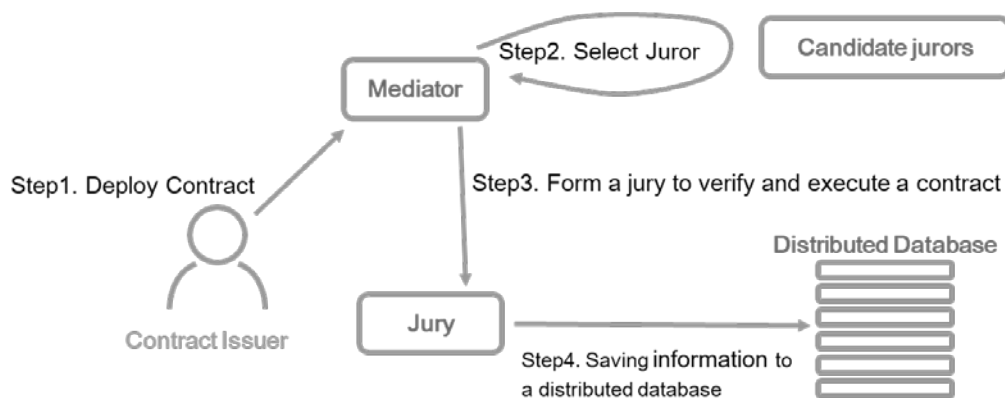 Step2. Select Juror
Candidate jurors
Mediator
Step1. Deploy Contract
Step3. Form a jury to verify and execute a contract
Distributed Database
Contract Issuer
Jury
Step4. Saving information to
a distributed database